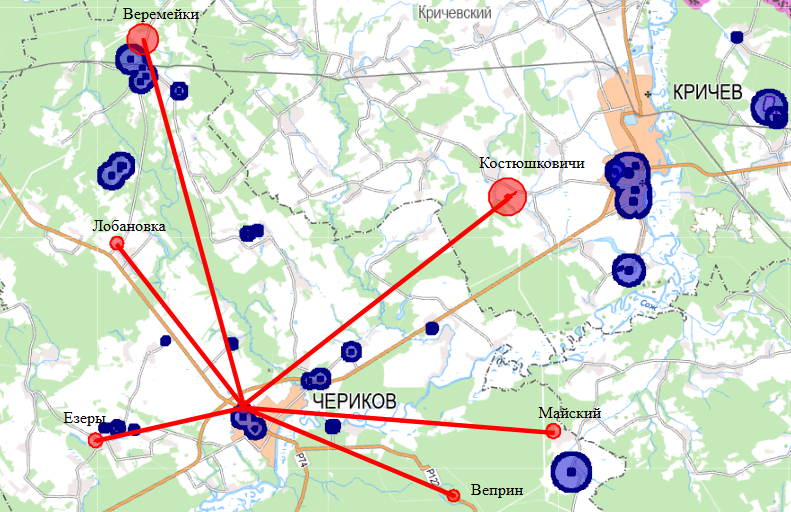 Веремейки
Кричевский
КРИЧЕВ
Костюшковичи
Лобановка
Сож
ЧЕРИКОВ
Езеры
Майский
Р74
Р122
Веприн